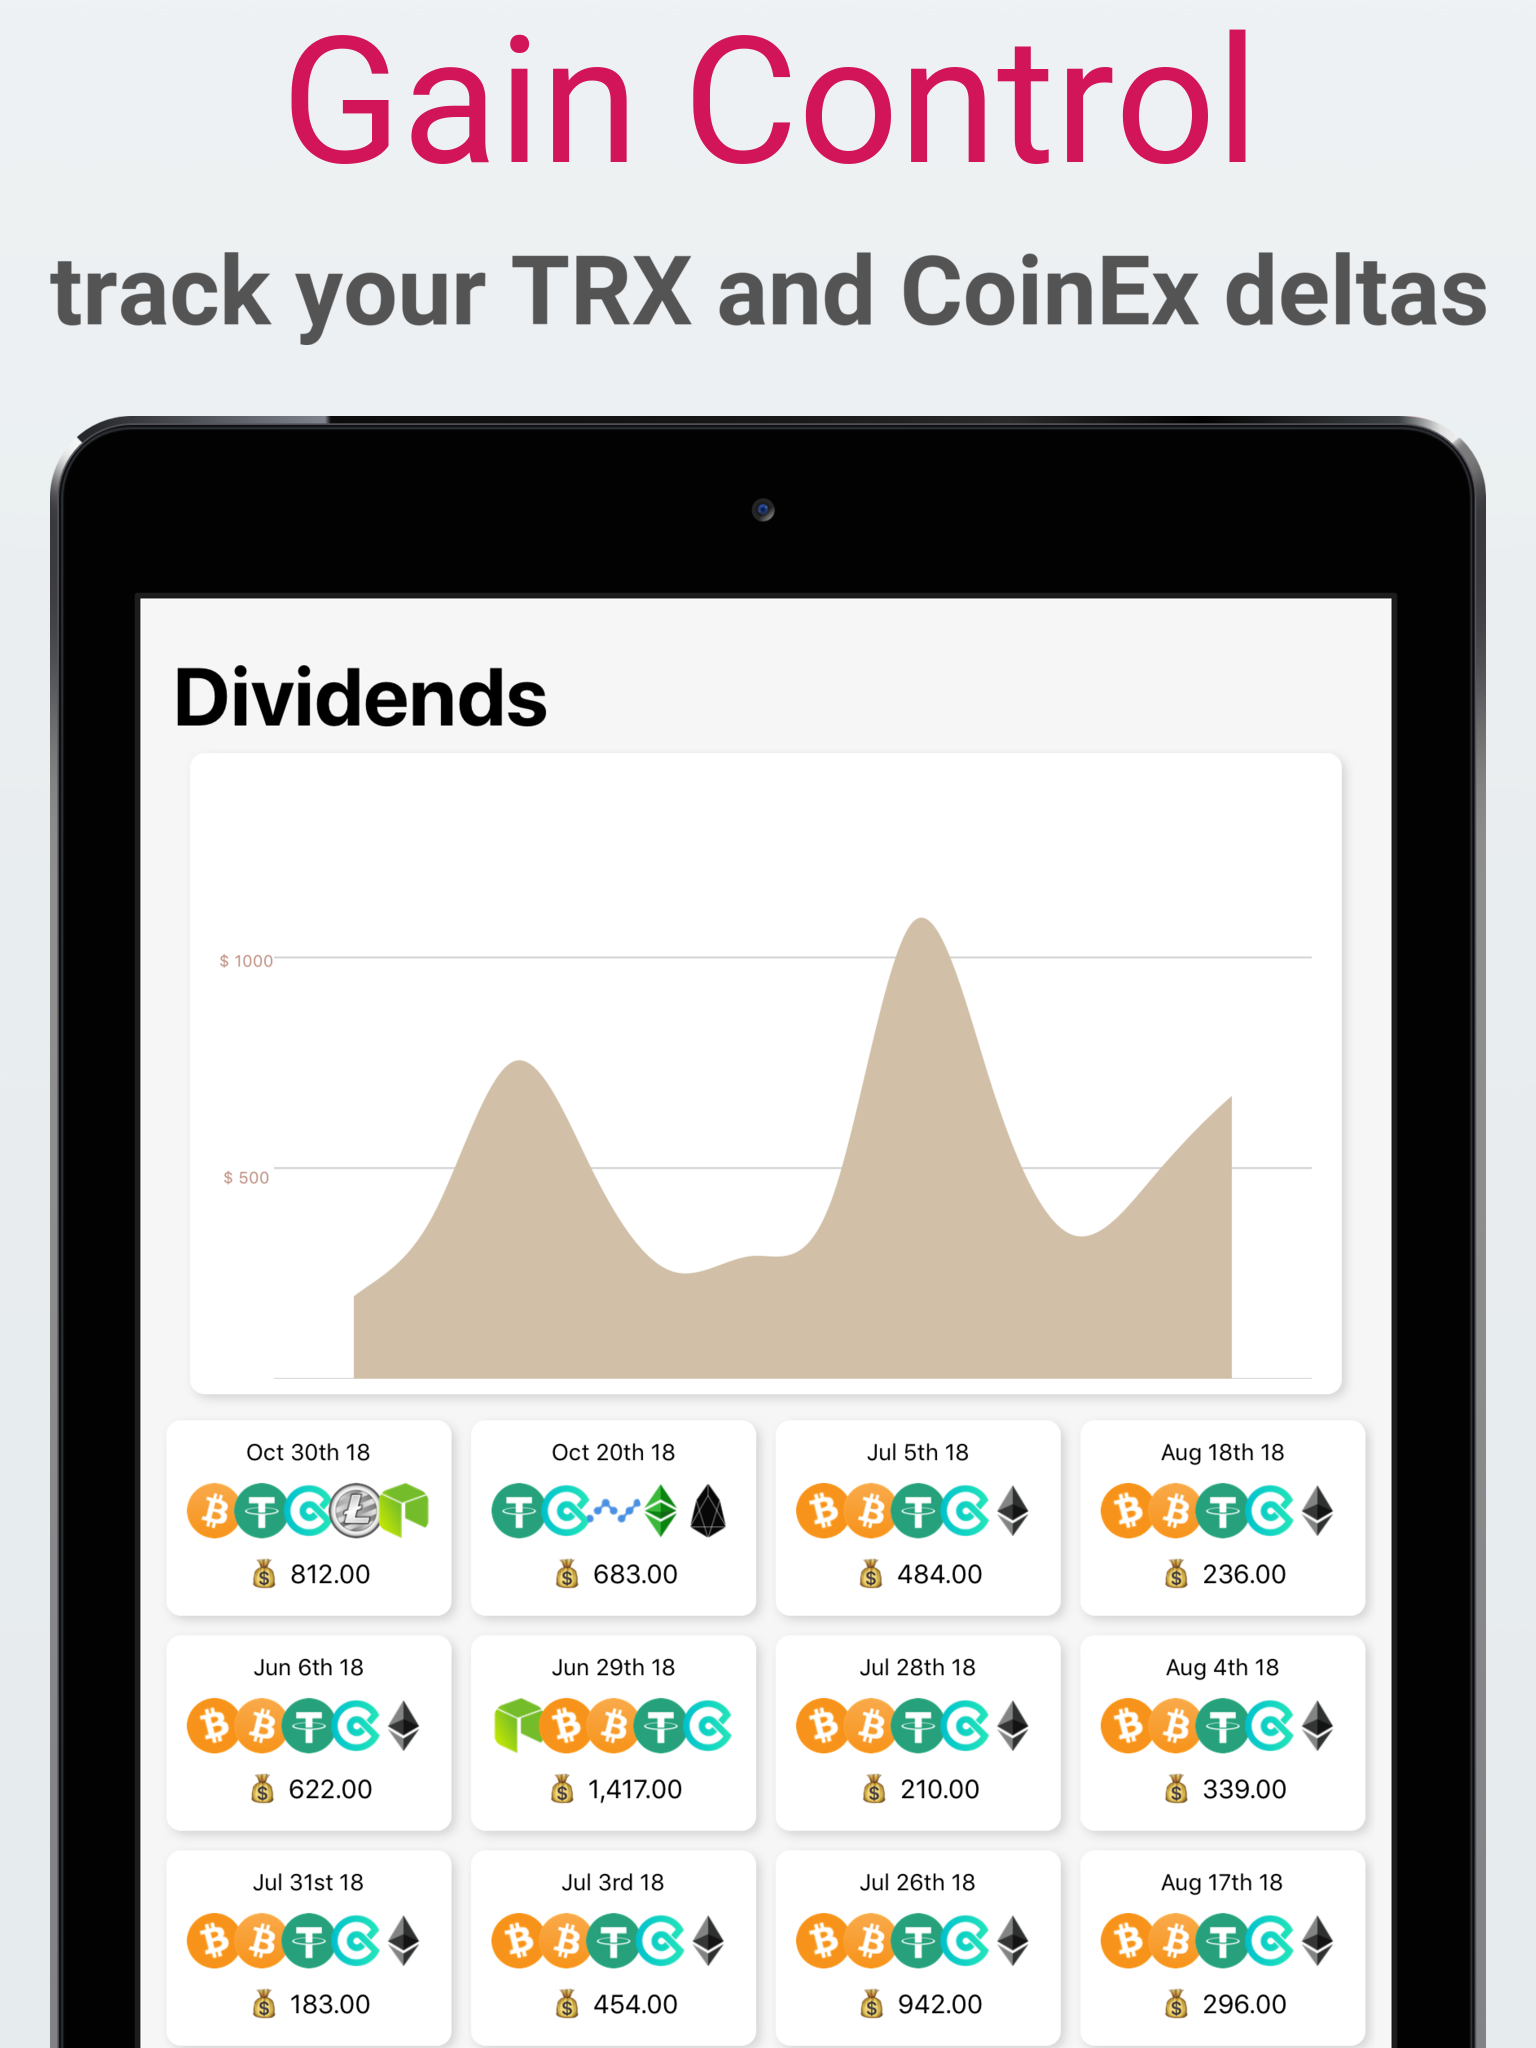 Gain Control
track your TRX and CoinEx deltas
Dividends
$ 1000
$ 500
Oct 30th 18
812.00
Oct 20th 18
683.00
Jul 5th 18
484.00
Aug 18th 18
236.00
Jun 6th 18
622.00
Jun 29th 18
1,417.00
Jul 28th 18
210.00
Aug 4th 18
339.00
Jul 31st 18
183.00
Jul 3rd 18
454.00
Jul 26th 18
942.00
Aug 17th 18
296.00